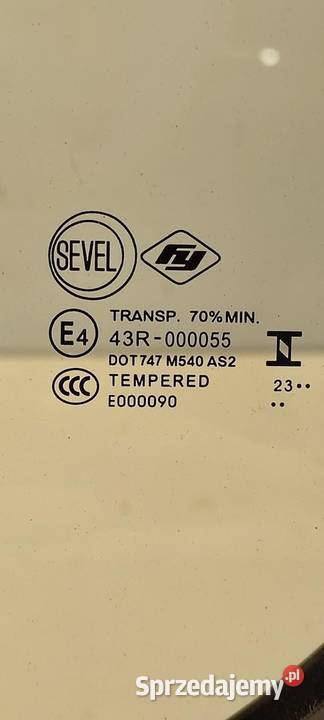 SEVEL fy
TRANSP. 70% MIN.
E4 43R-000055
DOT747 M540 AS2
CCC TEMPERED
E000090
23••
••
Sprzedajemy.pl